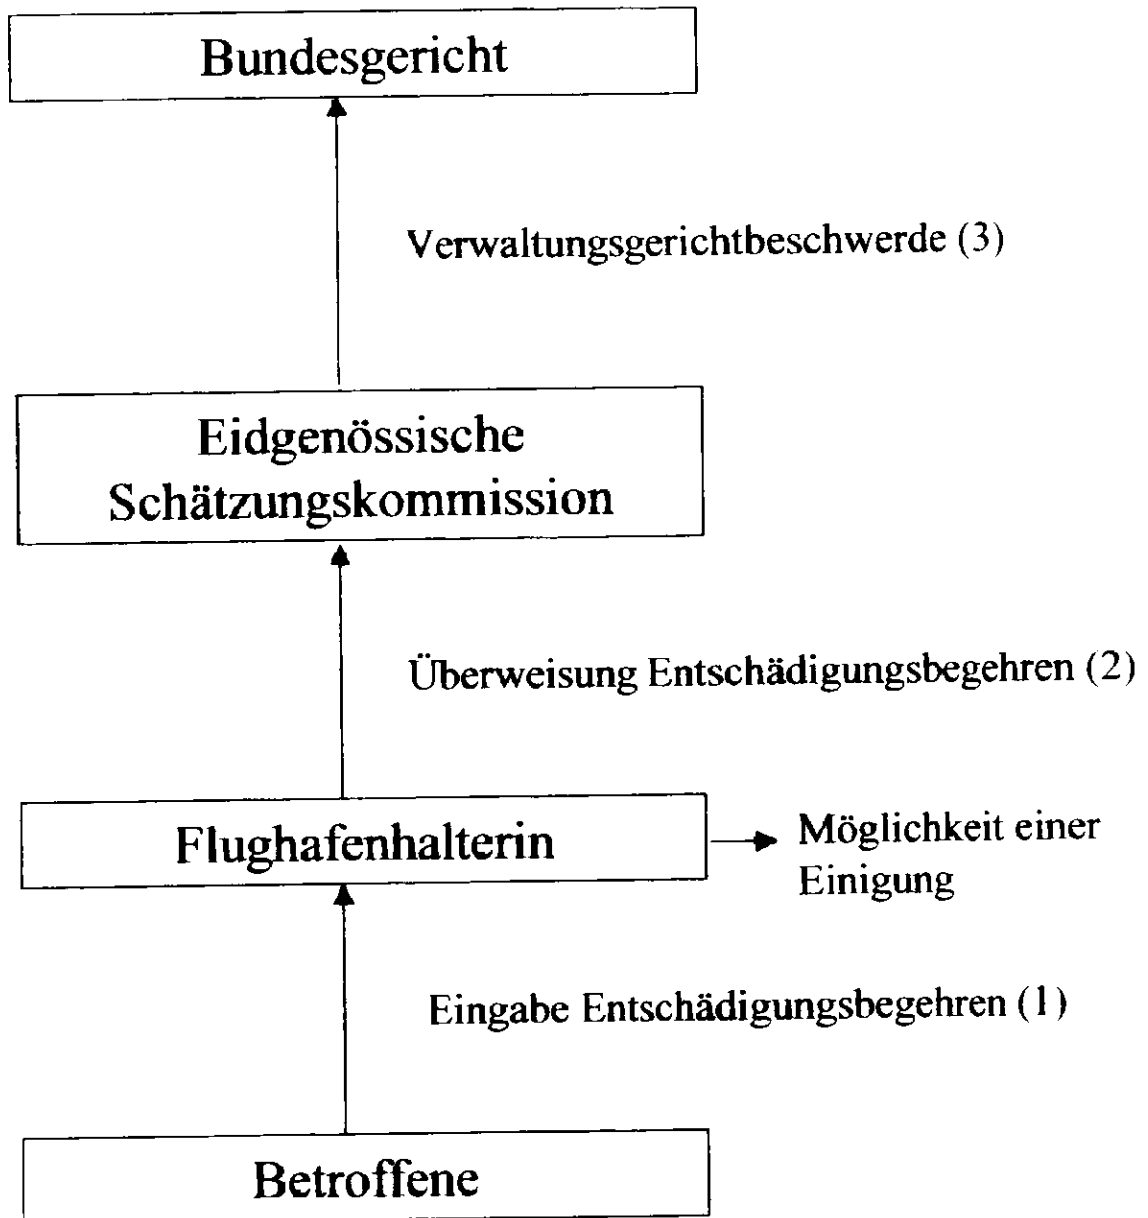 Bundesgericht
Verwaltungsgerichtbeschwerde (3)
Eidgenössische
Schätzungskommission
Überweisung Entschädigungsbegehren (2)
Flughafenhalterin
Möglichkeit einer
Einigung
Eingabe Entschädigungsbegehren (1)
Betroffene